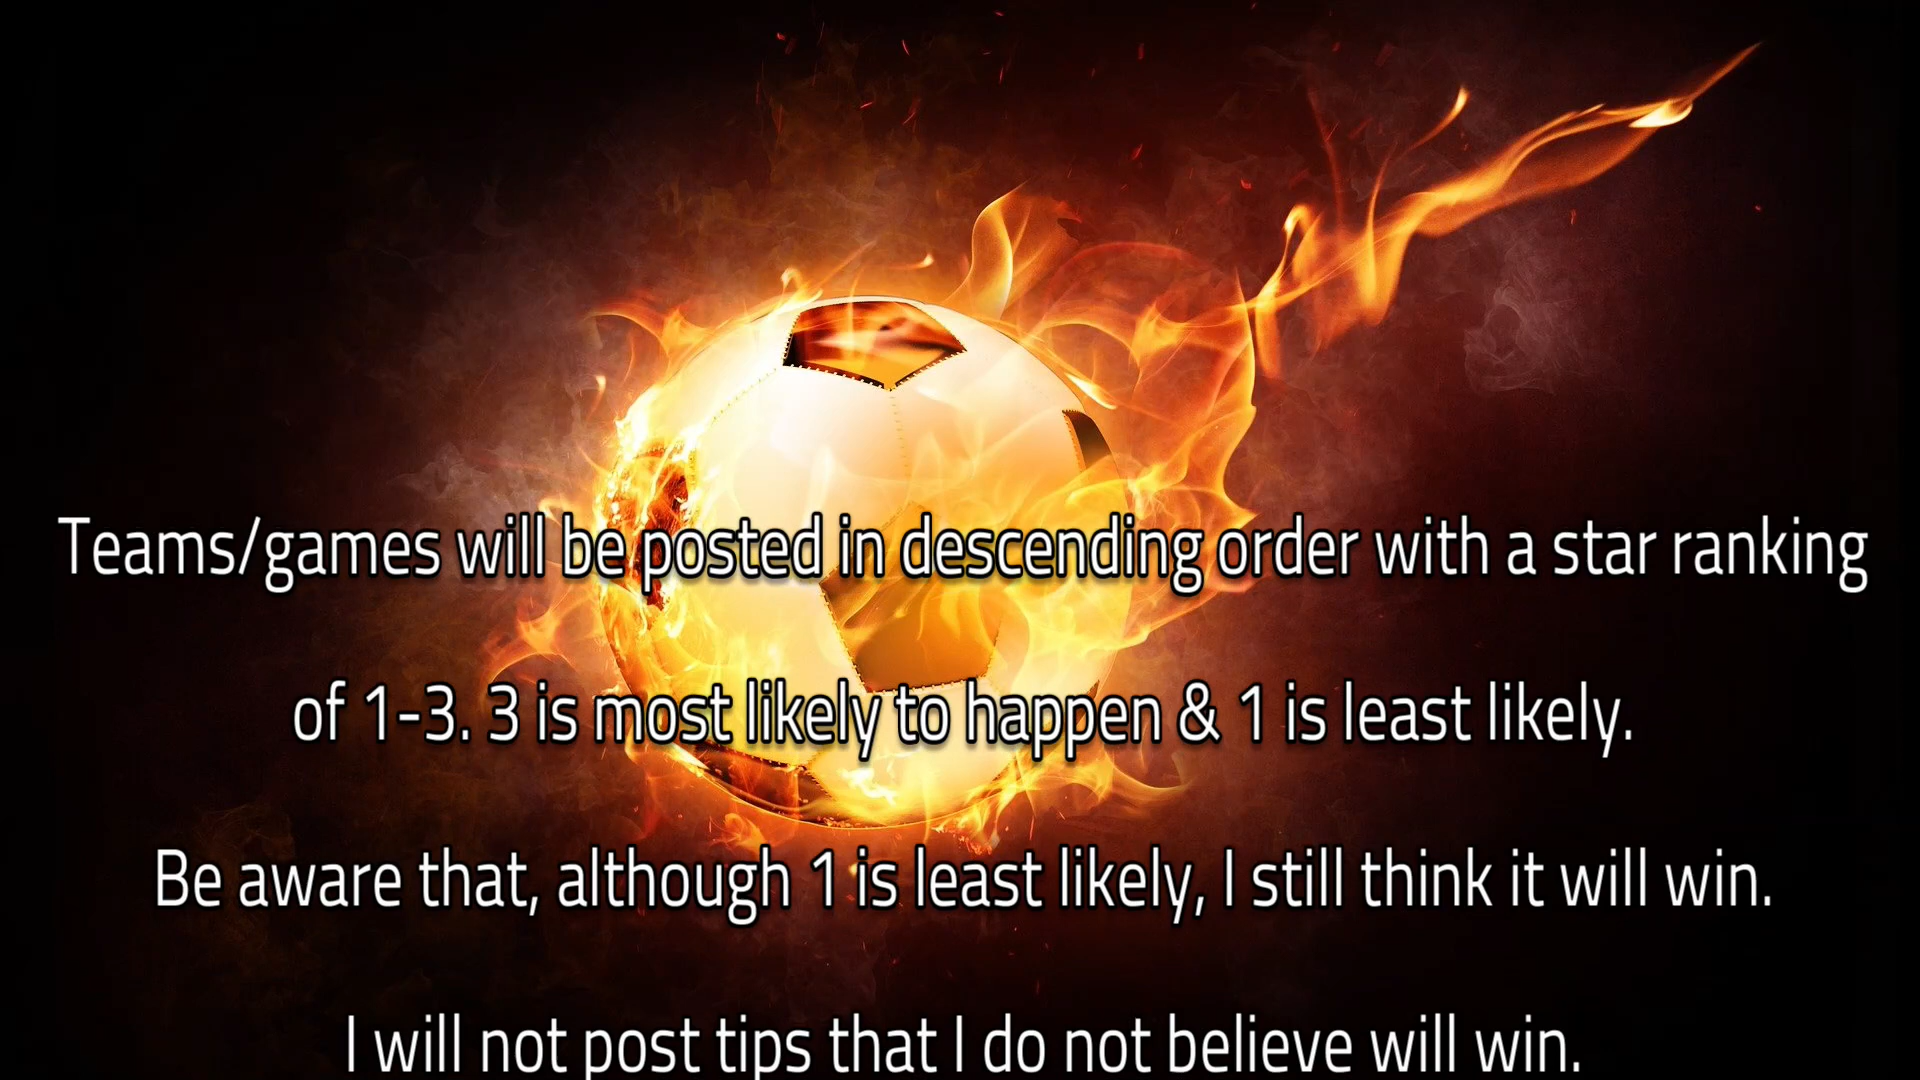 Teams/games will be posted in descending order with a star ranking
of 1-3. 3 is most likely to happen & 1 is least likely.
Be aware that, although 1 is least likely, I still think it will win.
I will not post tips that I do not believe will win.